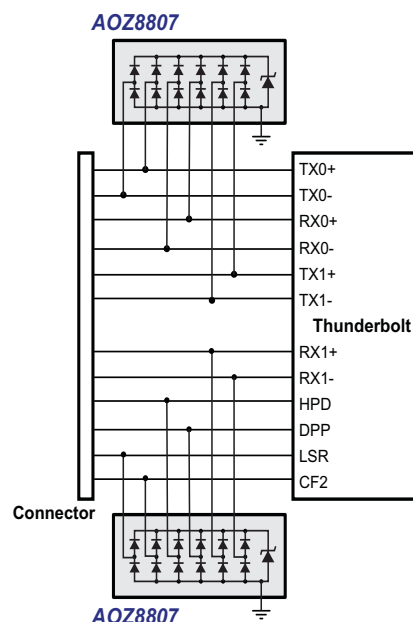 AOZ8807
TX0+
TX0-
RX0+
RX0-
TX1+
TX1-
Thunderbolt
RX1+
RX1-
HPD
DPP
LSR
CF2
Connector
AOZ8807